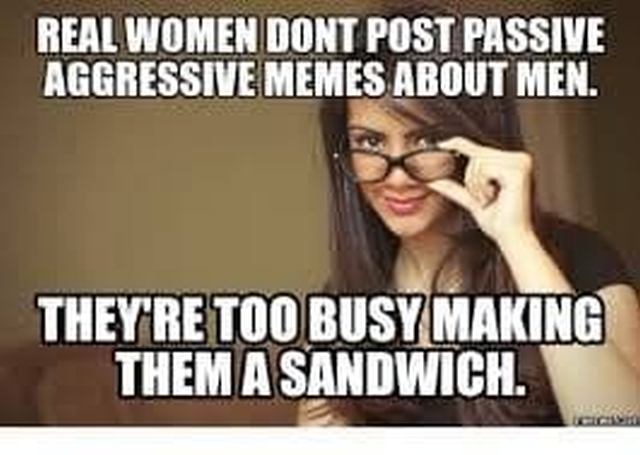 REAL WOMEN DONT POST PASSIVE
AGGRESSIVE MEMES ABOUT MEN.
THEY'RE TOO BUSY MAKING
THEM A SANDWICH.